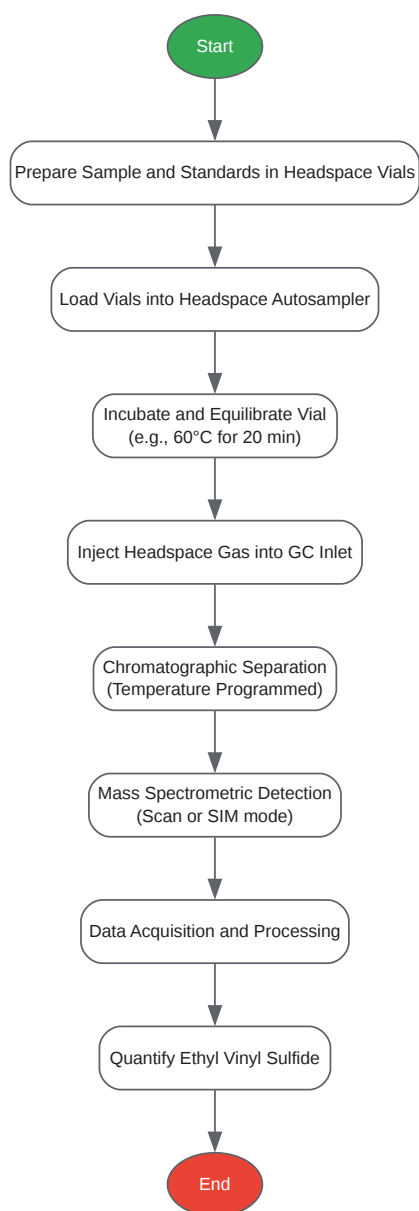 Start
Prepare Sample and Standards in Headspace Vials
Load Vials into Headspace Autosampler
Incubate and Equilibrate Vial
(e.g., 60°C for 20 min)
Inject Headspace Gas into GC Inlet
Chromatographic Separation
(Temperature Programmed)
Mass Spectrometric Detection
(Scan or SIM mode)
Data Acquisition and Processing
Quantify Ethyl Vinyl Sulfide
End